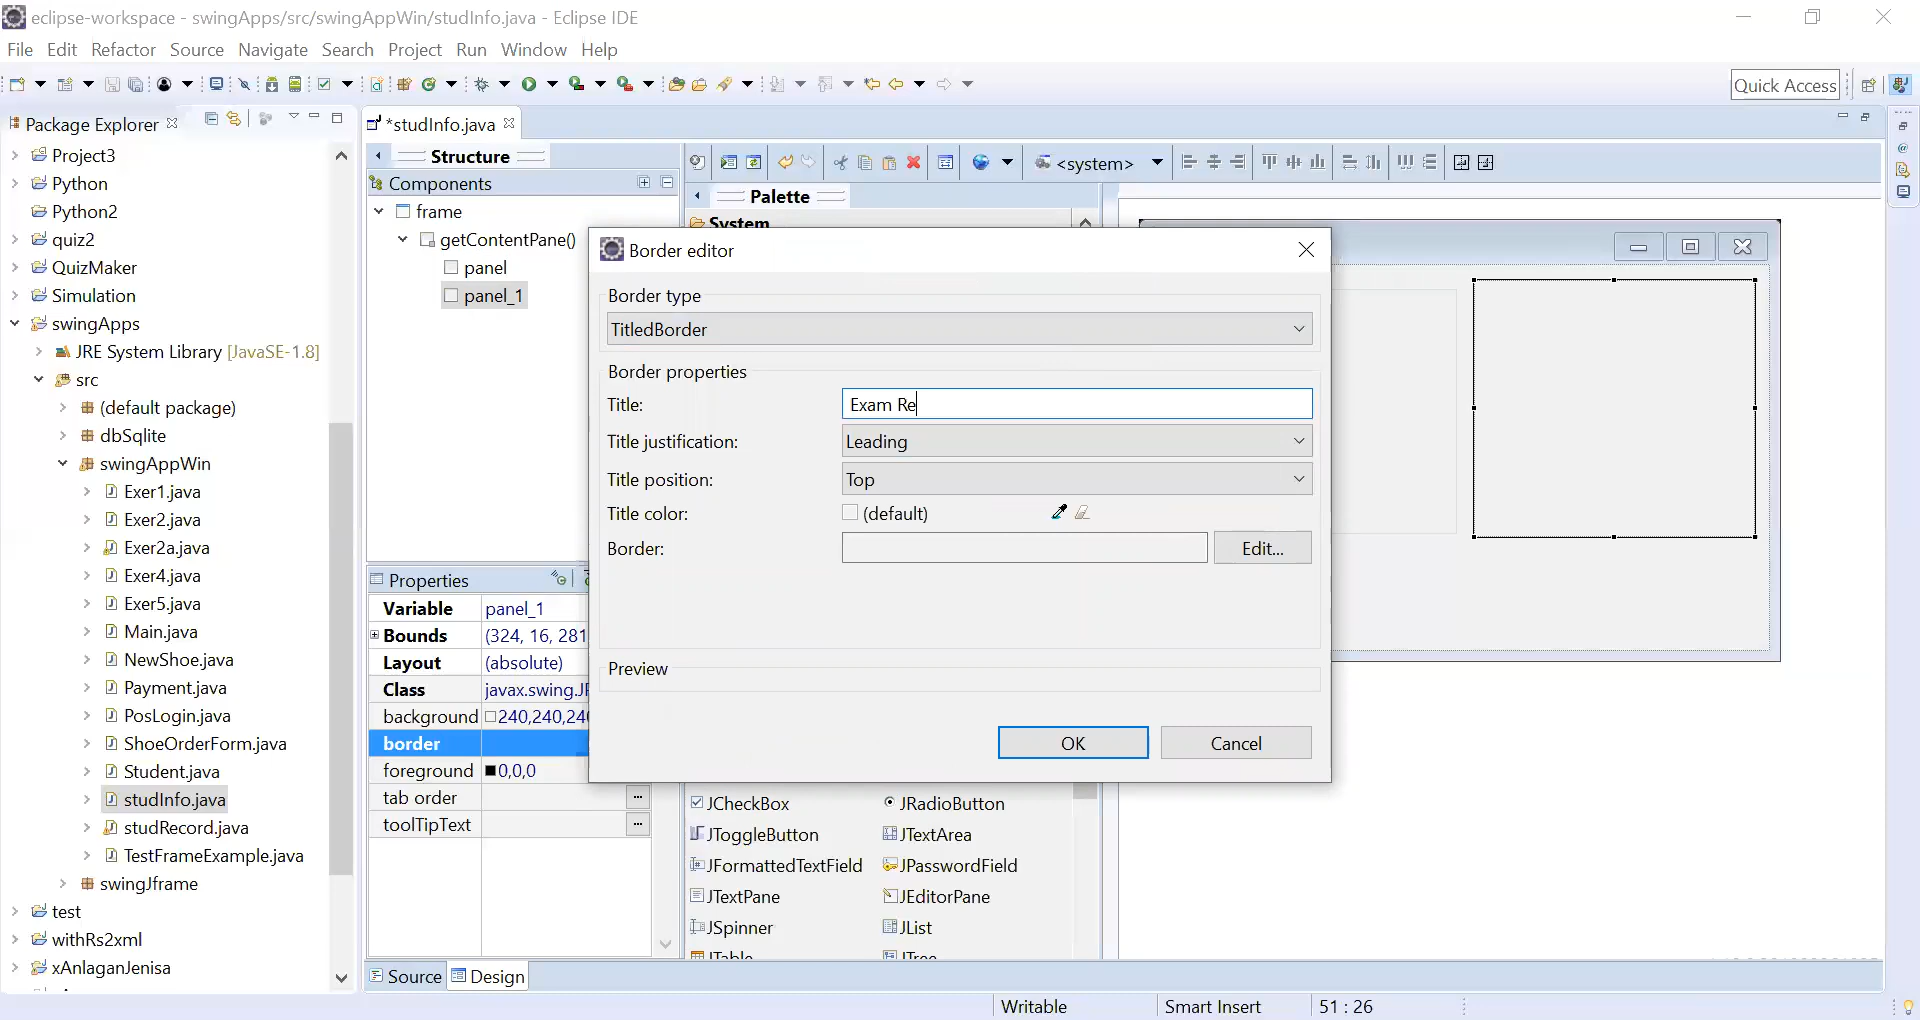 eclipse-workspace - swingApps/src/swingAppWin/studInfo.java - Eclipse IDE
File Edit Refactor Source Navigate Search Project Run Window Help
Quick Access
Package Explorer
Project3
Python
Python2
quiz2
QuizMaker
Simulation
swingApps
JRE System Library [JavaSE-1.8]
src
(default package)
dbSqlite
swingAppWin
Exer1.java
Exer2.java
Exer2a.java
Exer4.java
Exer5.java
Main.java
NewShoe.java
Payment.java
PosLogin.java
ShoeOrderForm.java
Student.java
studInfo.java
studRecord.java
TestFrameExample.java
swingJframe
test
withRs2xml
xAnlaganJenisa
*studInfo.java
Structure
Components
frame
getContentPane()
panel
panel_1
Properties
Variable panel_1
Bounds (324, 16, 281
Layout (absolute)
Class javax.swing.JP
background 240,240,240
border
foreground 0,0,0
tab order ...
toolTipText ...
<system>
Palette
System
Border editor
Border type
TitledBorder
Border properties
Title: Exam Re
Title justification: Leading
Title position: Top
Title color: (default)
Border: Edit...
Preview
OK Cancel
JCheckBox JRadioButton
JToggleButton JTextArea
JFormattedTextField JPasswordField
JTextPane JEditorPane
JSpinner JList
JTable JTree
Source Design
Writable Smart Insert 51 : 26